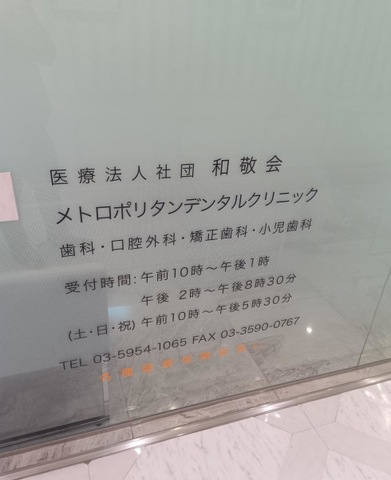 医療法人社団 和敬会
メトロポリタンデンタルクリニック
歯科・口腔外科・矯正歯科・小児歯科
受付時間:午前10時～午後1時
午後 2時～午後8時30分
(土・日・祝) 午前10時～午後5時30分
TEL 03-5954-1065 FAX 03-3590-0767